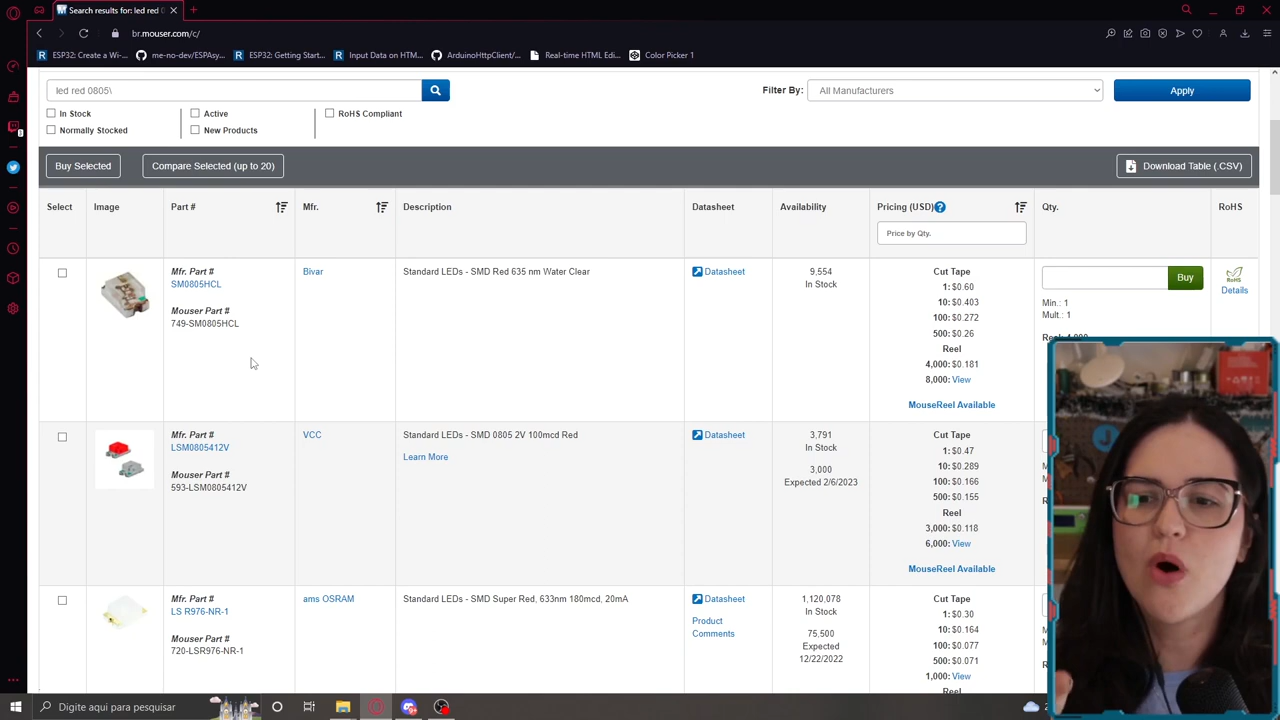 Search results for: led red 0
br.mouser.com/c/
ESP32: Create a Wi-...
me-no-dev/ESPAsy...
ESP32: Getting Start...
Input Data on HTM...
ArduinoHttpClient/...
Real-time HTML Edi...
Color Picker 1
led red 0805\
Filter By:
All Manufacturers
Apply
In Stock
Active
RoHS Compliant
Normally Stocked
New Products
Buy Selected
Compare Selected (up to 20)
Download Table (.CSV)
Select
Image
Part #
Mfr.
Description
Datasheet
Availability
Pricing (USD)
Qty.
RoHS
Price by Qty.
Mfr. Part #
SM0805HCL
Mouser Part #
749-SM0805HCL
Bivar
Standard LEDs - SMD Red 635 nm Water Clear
Datasheet
9,554
In Stock
Cut Tape
1: $0.60
10: $0.403
100: $0.272
500: $0.26
Reel
4,000: $0.181
8,000: View
MouseReel Available
Buy
Min.: 1
Mult.: 1
Reel: 4,000
RoHS
Details
Mfr. Part #
LSM0805412V
Mouser Part #
593-LSM0805412V
VCC
Standard LEDs - SMD 0805 2V 100mcd Red
Learn More
Datasheet
3,791
In Stock
3,000
Expected 2/6/2023
Cut Tape
1: $0.47
10: $0.289
100: $0.166
500: $0.155
Reel
3,000: $0.118
6,000: View
MouseReel Available
Mfr. Part #
LS R976-NR-1
Mouser Part #
720-LSR976-NR-1
ams OSRAM
Standard LEDs - SMD Super Red, 633nm 180mcd, 20mA
Datasheet
Product
Comments
1,120,078
In Stock
75,500
Expected
12/22/2022
Cut Tape
1: $0.30
10: $0.164
100: $0.077
500: $0.071
1,000: View
Reel
Digite aqui para pesquisar